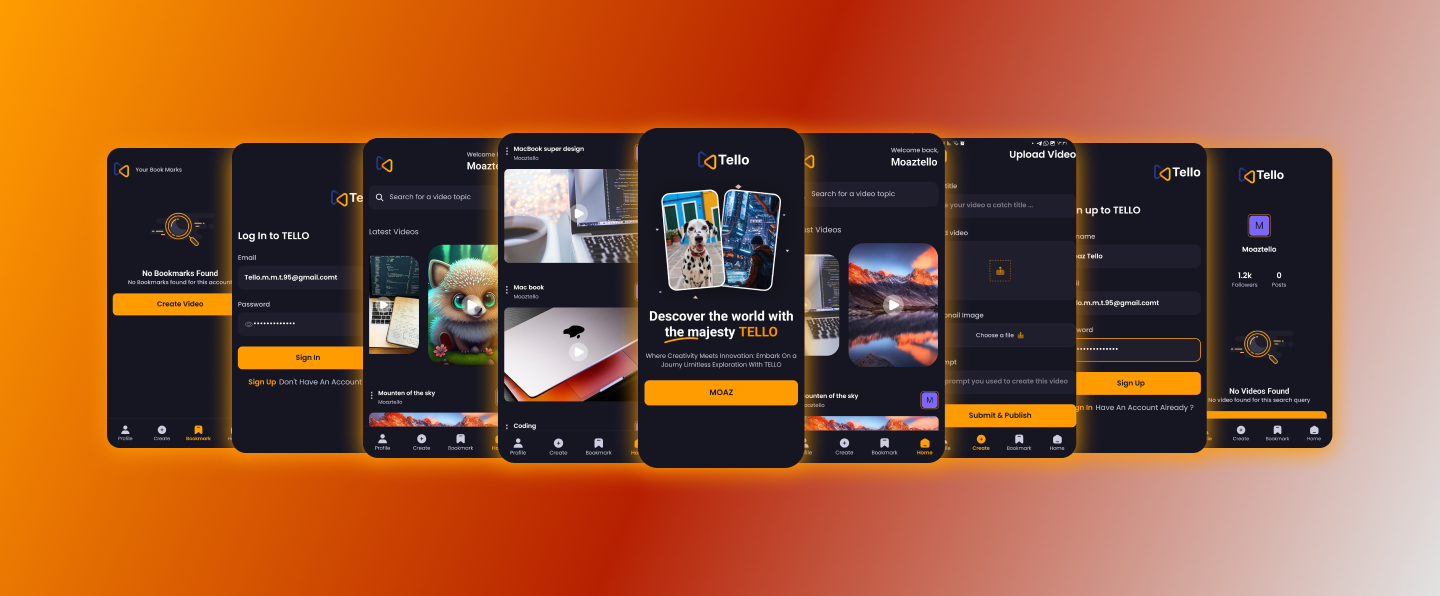 Your Book Marks
No Bookmarks Found
No Bookmarks found for this accoun
Create Video
Profile
Create
Bookmark
Te
Log In to TELLO
Email
Tello.m.m.t.95@gmail.comt
Password
Sign In
Sign Up Don't Have An Account
Welcome
Moazte
Search for a video topic
Latest Videos
Mounten of the sky
Moaztello
Profile
Create
Bookmark
MacBook super design
Moaztello
Mac book
Moaztello
Coding
Profile
Create
Bookmark
Tello
Descover the world with
the majesty TELLO
Where Creativity Meets Innovation: Embark On a
Journy Limitless Exploration With TELLO
MOAZ
Welcome back,
Moaztello
Search for a video topic
st Videos
ounten of the sky
oaztello
M
Create
Bookmark
Home
Upload Video
title
e your video a catch title ...
d video
nail Image
Choose a file
mpt
prompt you used to create this video
Submit & Publish
Create
Bookmark
Home
Tello
n up to TELLO
name
az Tello
lo.m.m.t.95@gmail.comt
word
Sign Up
gn In Have An Account Already ?
Tello
M
Moaztello
1.2k
Followers
0
Posts
No Videos Found
No video found for this search query
Create
Bookmark
Home